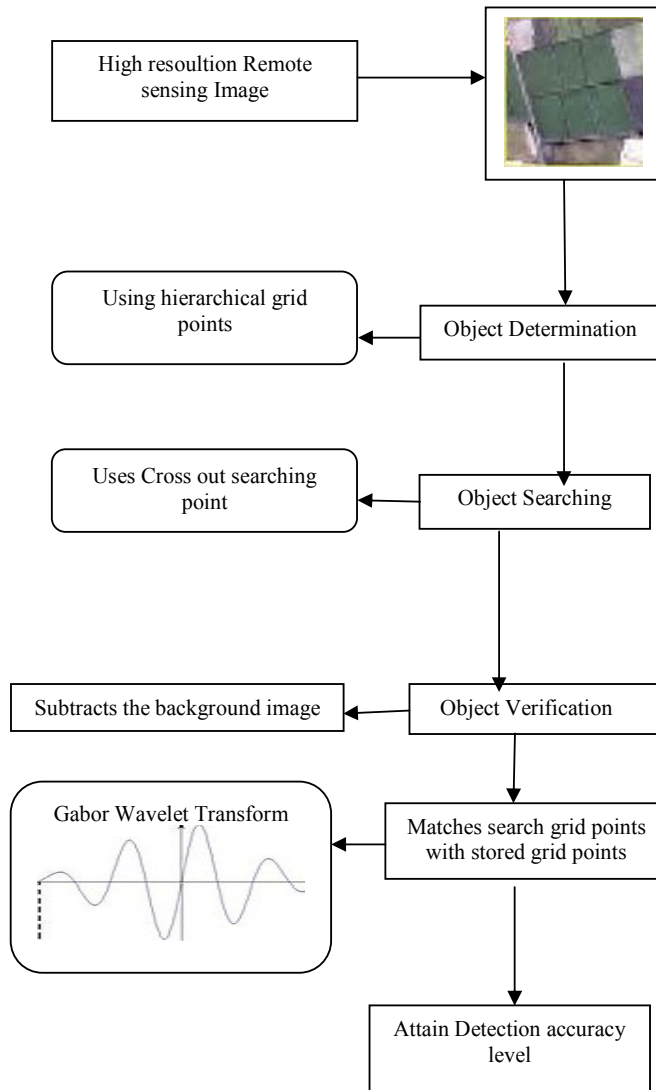 High resoultion Remote
sensing Image
Using hierarchical grid
points
Object Determination
Uses Cross out searching
point
Object Searching
Subtracts the background image
Object Verification
Gabor Wavelet Transform
Matches search grid points
with stored grid points
Attain Detection accuracy
level